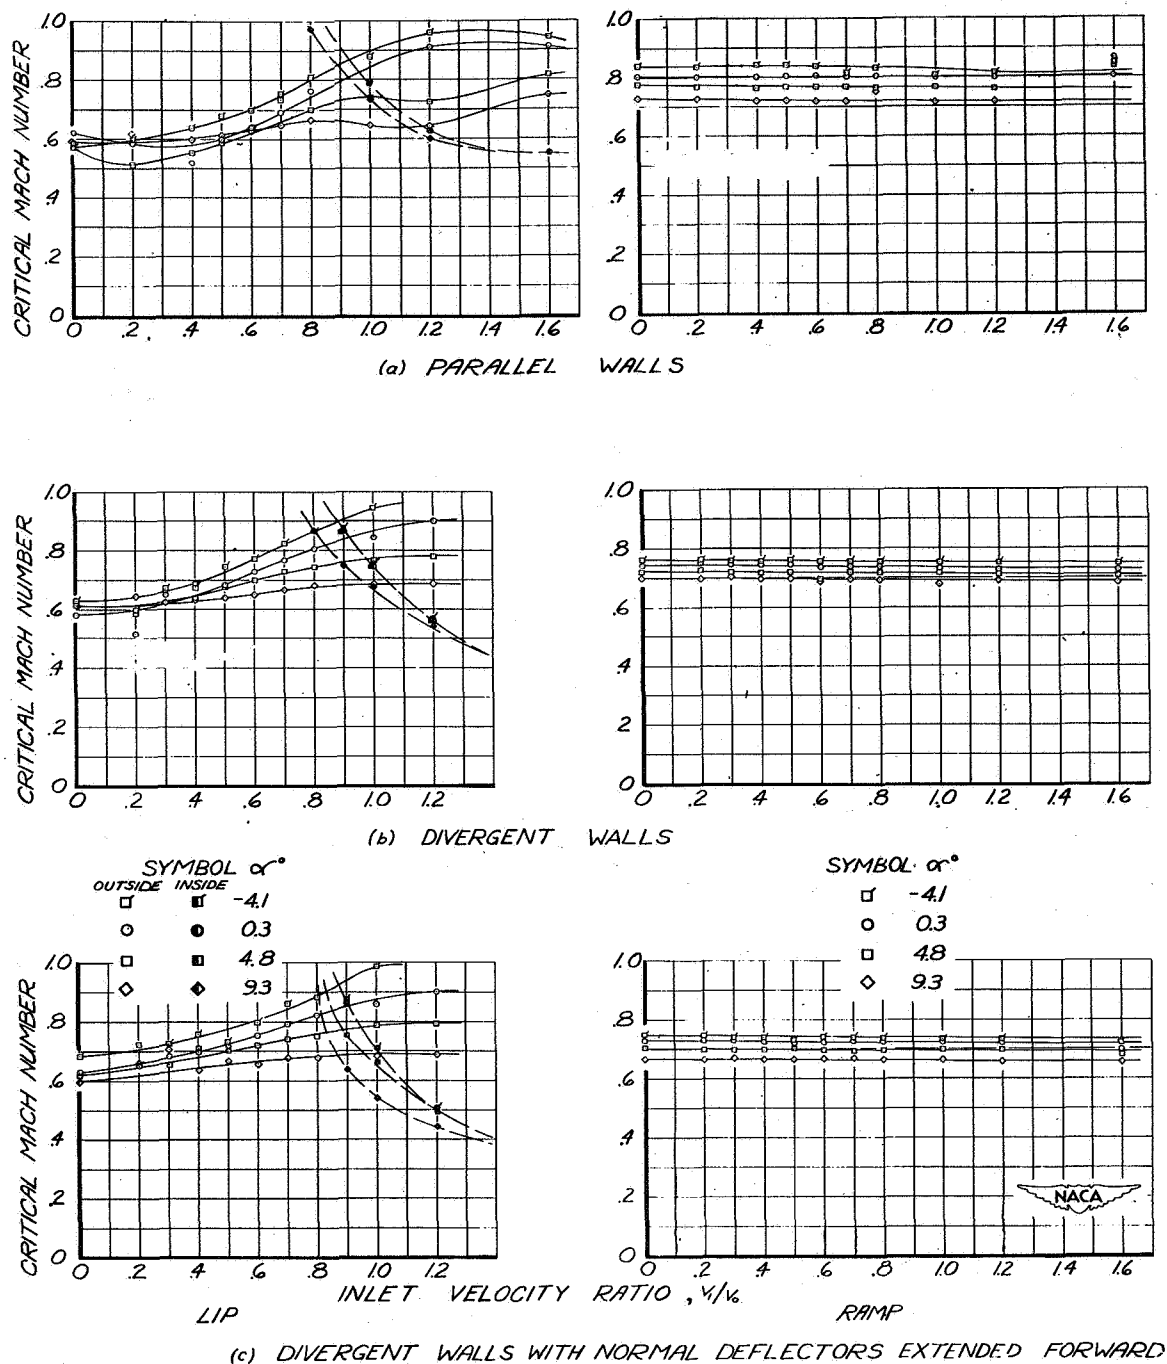 CRITICAL MACH NUMBER
1.0
.8
.6
.4
.2
0
0 .2 .4 .6 .8 1.0 1.2 1.4 1.6
1.0
.8
.6
.4
.2
0
0 .2 .4 .6 .8 1.0 1.2 1.4 1.6
(a) PARALLEL WALLS
CRITICAL MACH NUMBER
1.0
.8
.6
.4
.2
0
0 .2 .4 .6 .8 1.0 1.2
1.0
.8
.6
.4
2
0
0 .2 .4 .6 .8 1.0 1.2 1.4 1.6
(b) DIVERGENT WALLS
SYMBOL α°
OUTSIDE INSIDE
-4.1
0.3
4.8
9.3
SYMBOL α°
-4.1
0.3
4.8
9.3
CRITICAL MACH NUMBER
1.0
.8
.6
.4
.2
0
0 .2 .4 .6 .8 1.0 1.2
1.0
.8
.6
.4
.2
0
0 .2 .4 .6 .8 1.0 1.2 1.4 1.6
NACA
INLET VELOCITY RATIO, V₁/V₀
LIP
RAMP
(c) DIVERGENT WALLS WITH NORMAL DEFLECTORS EXTENDED FORWARD